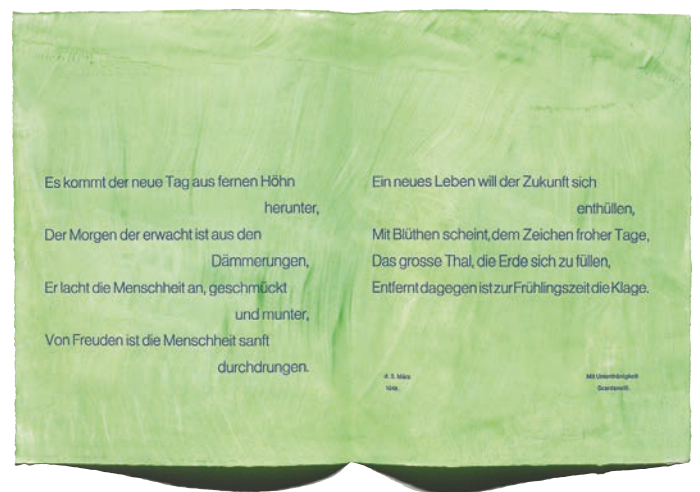 Es kommt der neue Tag aus fernen Höhn
herunter,
Der Morgen der erwacht ist aus den
Dämmerungen,
Er lacht die Menschheit an, geschmückt
und munter,
Von Freuden ist die Menschheit sanft
durchdrungen.
Ein neues Leben will der Zukunft sich
enthüllen,
Mit Blüthen scheint, dem Zeichen froher Tage,
Das grosse Thal, die Erde sich zu füllen,
Entfernt dagegen ist zur Frühlingszeit die Klage.
d. 3. März
Mit Unterthänigkeit
Scardanelli.